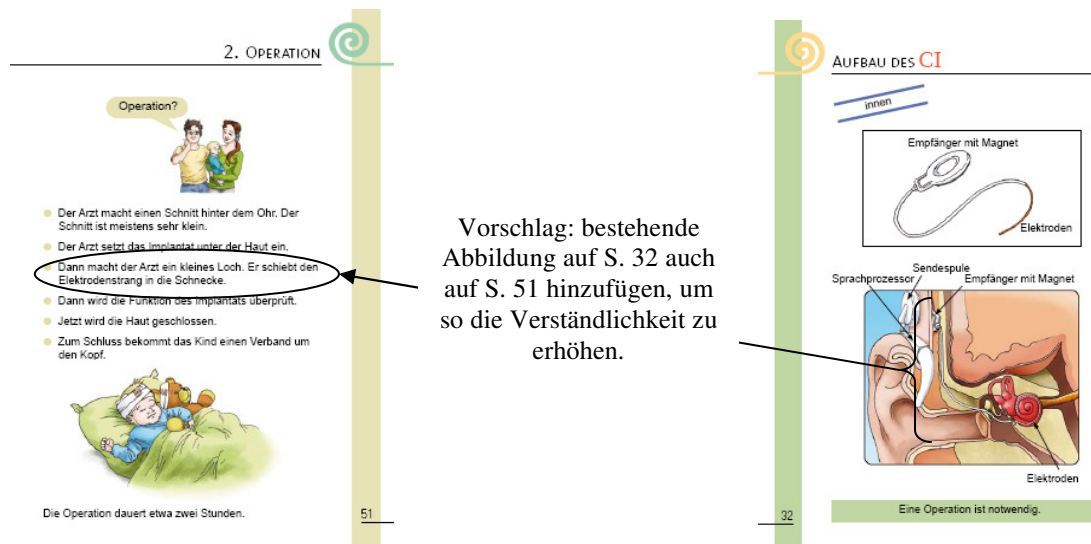 2. OPERATION
Operation?
Der Arzt macht einen Schnitt hinter dem Ohr. Der
Schnitt ist meistens sehr klein.
Der Arzt setzt das Implantat unter der Haut ein.
Dann macht der Arzt ein kleines Loch. Er schiebt den
Elektrodenstrang in die Schnecke.
Dann wird die Funktion des Implantats überprüft.
Jetzt wird die Haut geschlossen.
Zum Schluss bekommt das Kind einen Verband um
den Kopf.
Die Operation dauert etwa zwei Stunden.
51
Vorschlag: bestehende
Abbildung auf S. 32 auch
auf S. 51 hinzufügen, um
so die Verständlichkeit zu
erhöhen.
AUFBAU DES CI
innen
Empfänger mit Magnet
Elektroden
Sendespule
Sprachprozessor
Empfänger mit Magnet
Elektroden
Eine Operation ist notwendig.
32